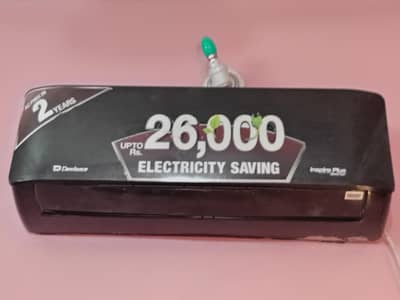 2 YEARS
26,000
UPTO
Rs.
ELECTRICITY SAVING
Dawlance
Inspire Plus